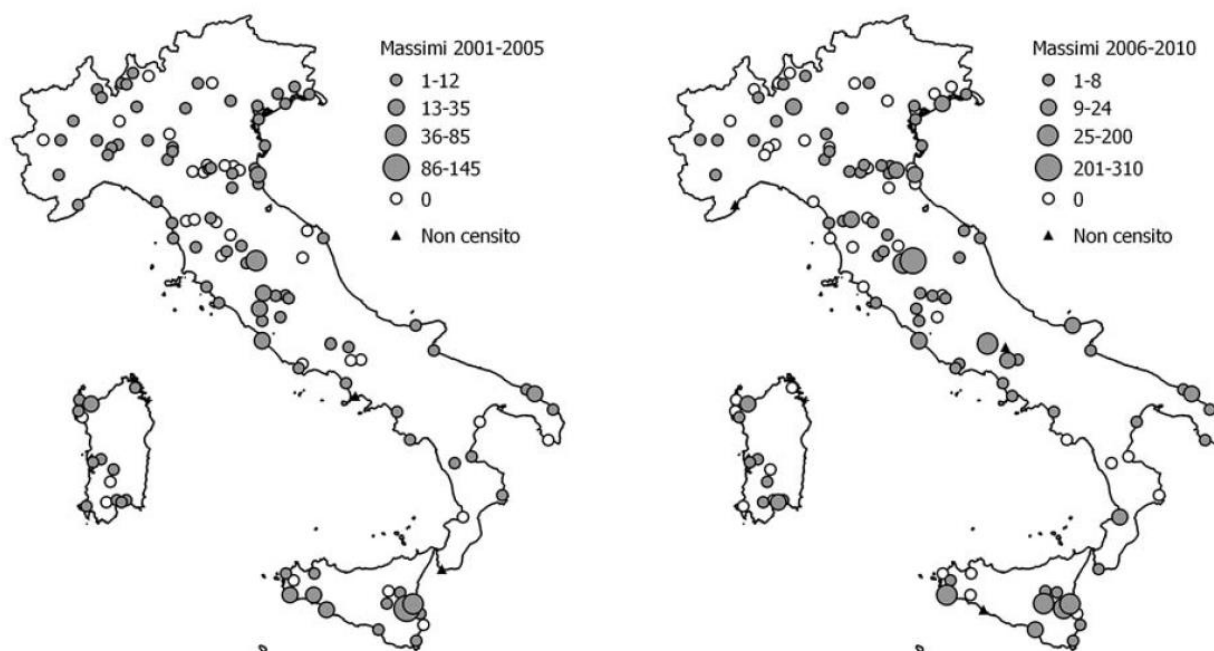 Massimi 2001-2005
1-12
13-35
36-85
86-145
0
Non censito
Massimi 2006-2010
1-8
9-24
25-200
201-310
0
Non censito